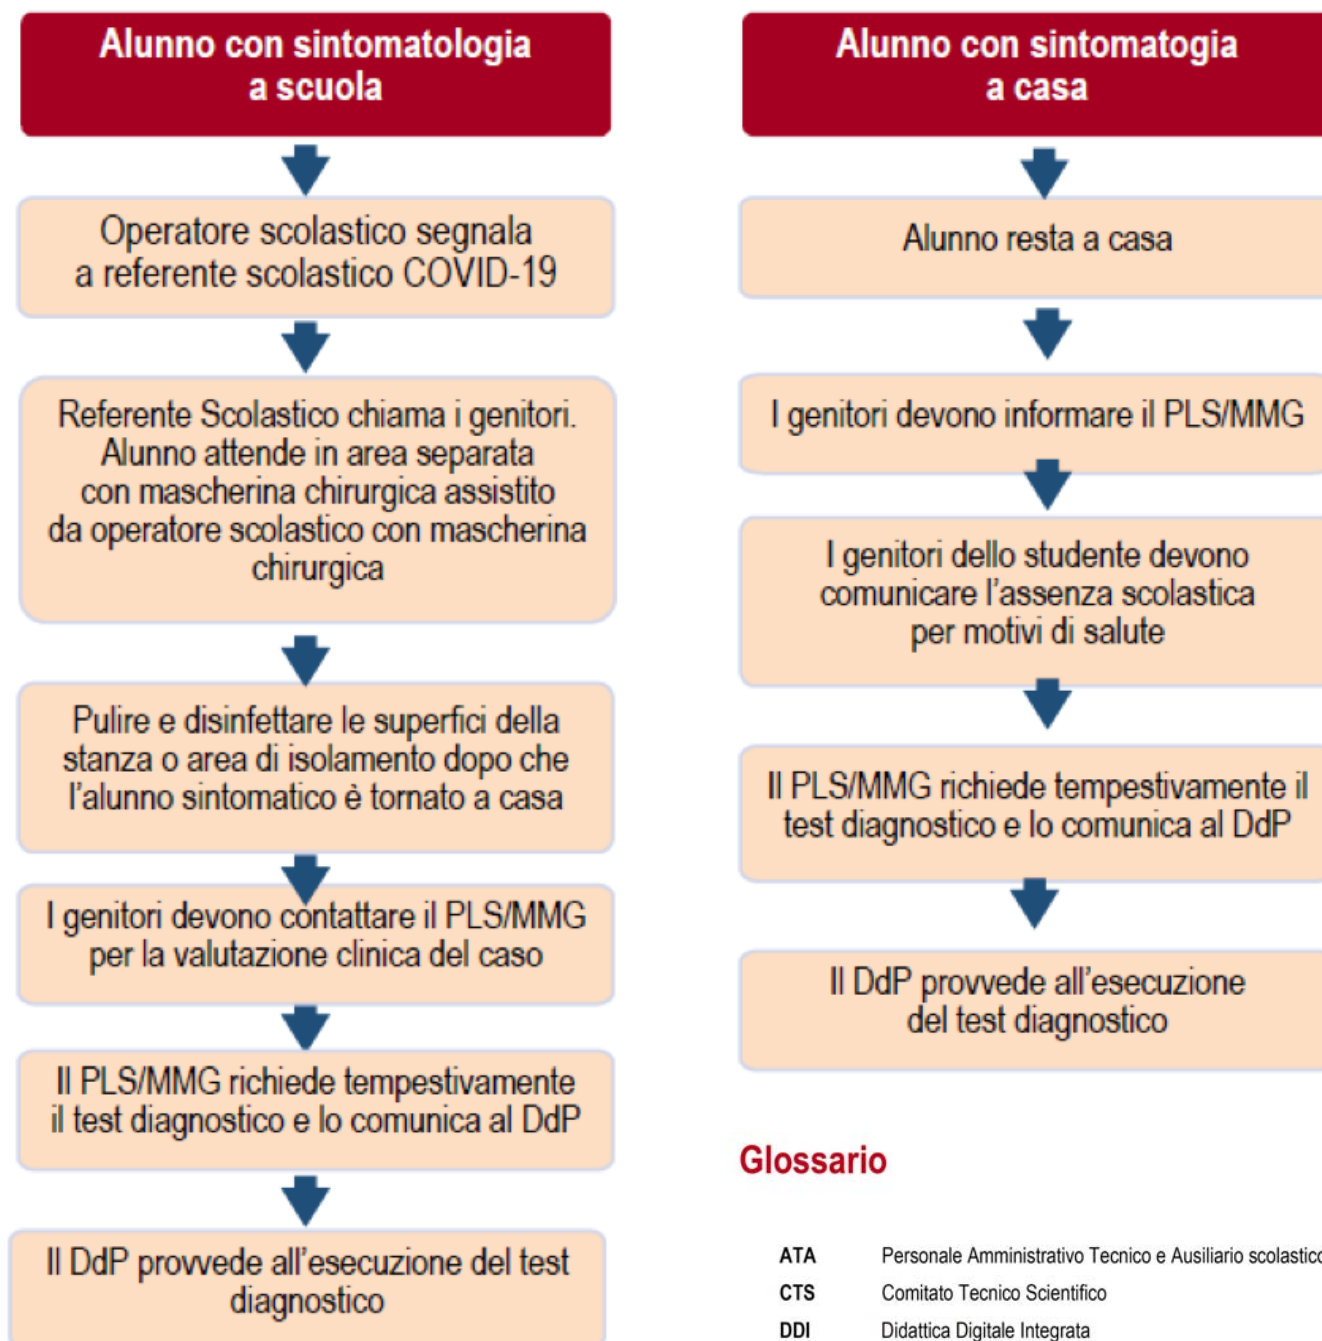 Alunno con sintomatologia
a scuola
Operatore scolastico segnala
a referente scolastico COVID-19
Referente Scolastico chiama i genitori.
Alunno attende in area separata
con mascherina chirurgica assistito
da operatore scolastico con mascherina
chirurgica
Pulire e disinfettare le superfici della
stanza o area di isolamento dopo che
l'alunno sintomatico è tornato a casa
I genitori devono contattare il PLS/MMG
per la valutazione clinica del caso
Il PLS/MMG richiede tempestivamente
il test diagnostico e lo comunica al DdP
Il DdP provvede all'esecuzione del test
diagnostico
Alunno con sintomatogia
a casa
Alunno resta a casa
I genitori devono informare il PLS/MMG
I genitori dello studente devono
comunicare l'assenza scolastica
per motivi di salute
Il PLS/MMG richiede tempestivamente il
test diagnostico e lo comunica al DdP
Il DdP provvede all'esecuzione
del test diagnostico
Glossario
ATA Personale Amministrativo Tecnico e Ausiliario scolastico
CTS Comitato Tecnico Scientifico
DDI Didattica Digitale Integrata